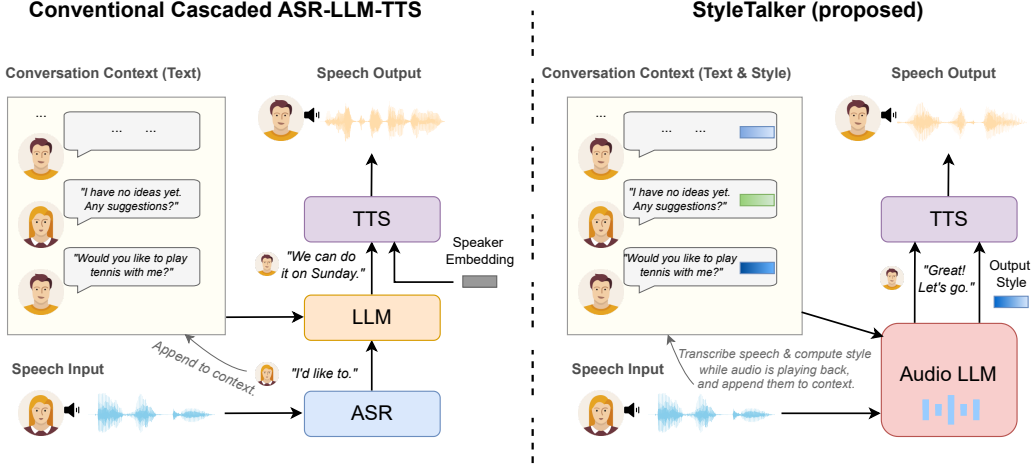 Conventional Cascaded ASR-LLM-TTS
Conversation Context (Text)
Speech Output
...
... ...
"I have no ideas yet.
Any suggestions?"
"Would you like to play
tennis with me?"
TTS
"We can do
it on Sunday."
Speaker
Embedding
LLM
Append to context.
"I'd like to."
Speech Input
ASR
StyleTalker (proposed)
Conversation Context (Text & Style)
Speech Output
...
... ...
"I have no ideas yet.
Any suggestions?"
"Would you like to play
tennis with me?"
TTS
"Great!
Let's go."
Output
Style
Transcribe speech & compute style
while audio is playing back,
and append them to context.
Speech Input
Audio LLM